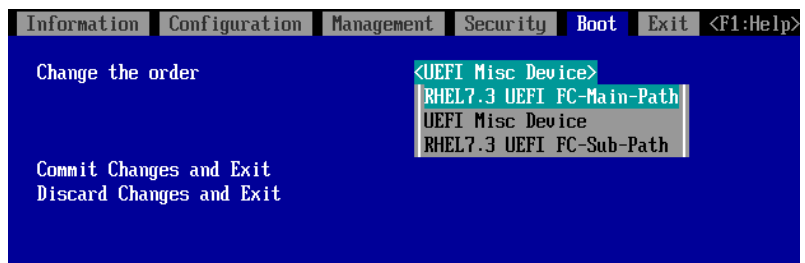 Information Configuration Management Security Boot Exit <F1:Help>
Change the order <UEFI Misc Device>
RHEL7.3 UEFI FC-Main-Path
UEFI Misc Device
RHEL7.3 UEFI FC-Sub-Path
Commit Changes and Exit
Discard Changes and Exit